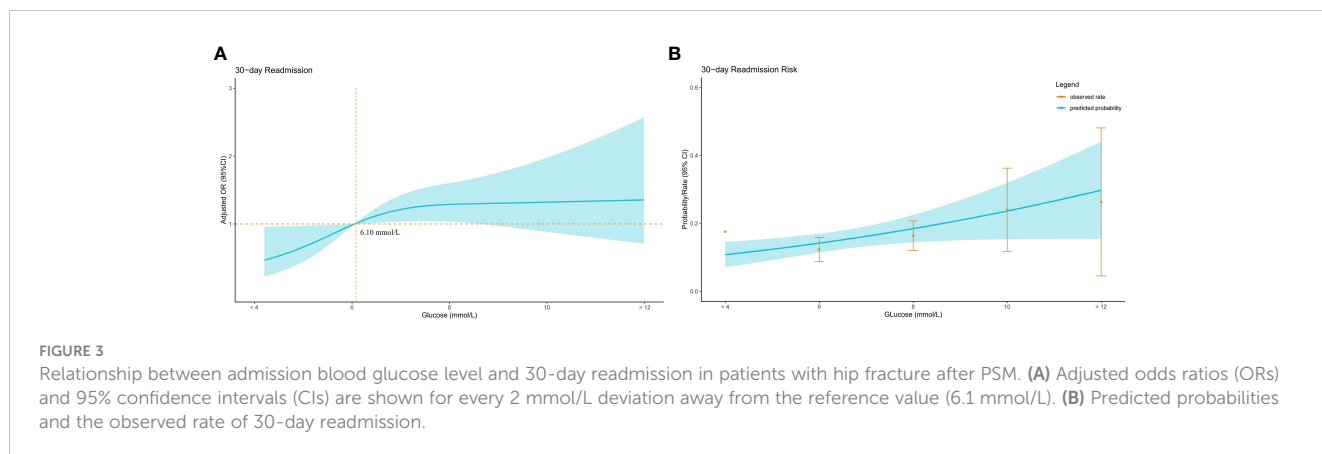 A
30-day Readmission
3
2
1
Adjusted OR (95%CI)
6.10 mmol/L
< 4
6
8
10
> 12
Glucose (mmol/L)
B
30-day Readmission Risk
Legend
observed rate
predicted probability
0.6
0.4
0.2
0.0
Probability/Rate (95% CI)
< 4
6
8
10
> 12
GLucose (mmol/L)
FIGURE 3
Relationship between admission blood glucose level and 30-day readmission in patients with hip fracture after PSM. (A) Adjusted odds ratios (ORs)
and 95% confidence intervals (CIs) are shown for every 2 mmol/L deviation away from the reference value (6.1 mmol/L). (B) Predicted probabilities
and the observed rate of 30-day readmission.